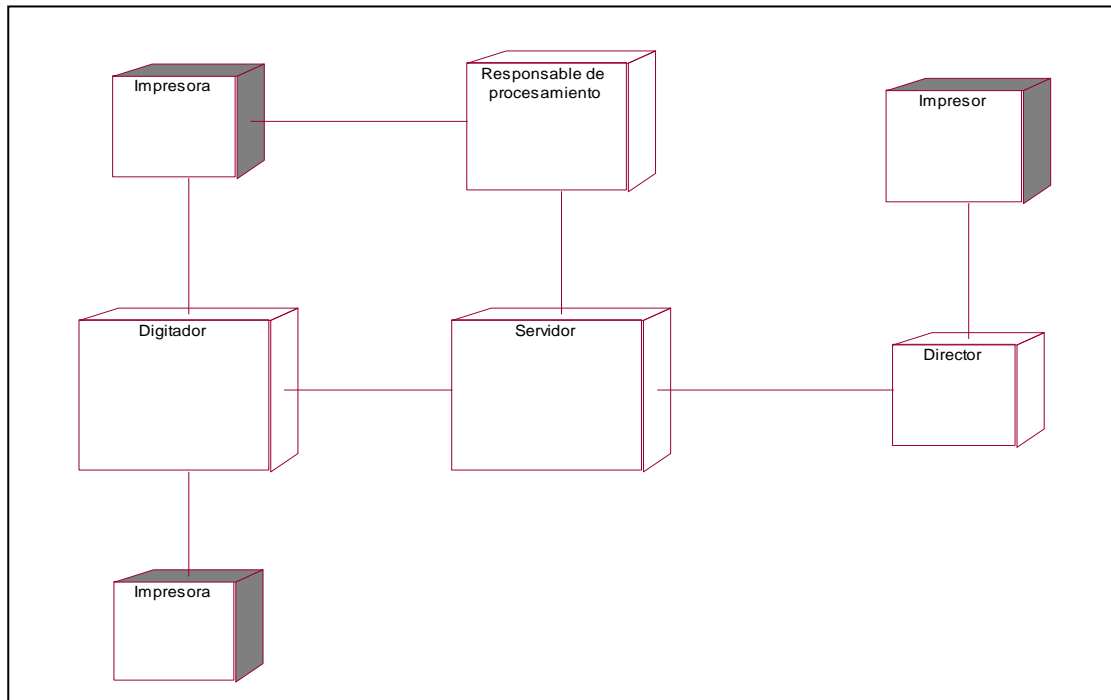 Impresora
Responsable de
procesamiento
Impresor
Digitador
Servidor
Director
Impresora